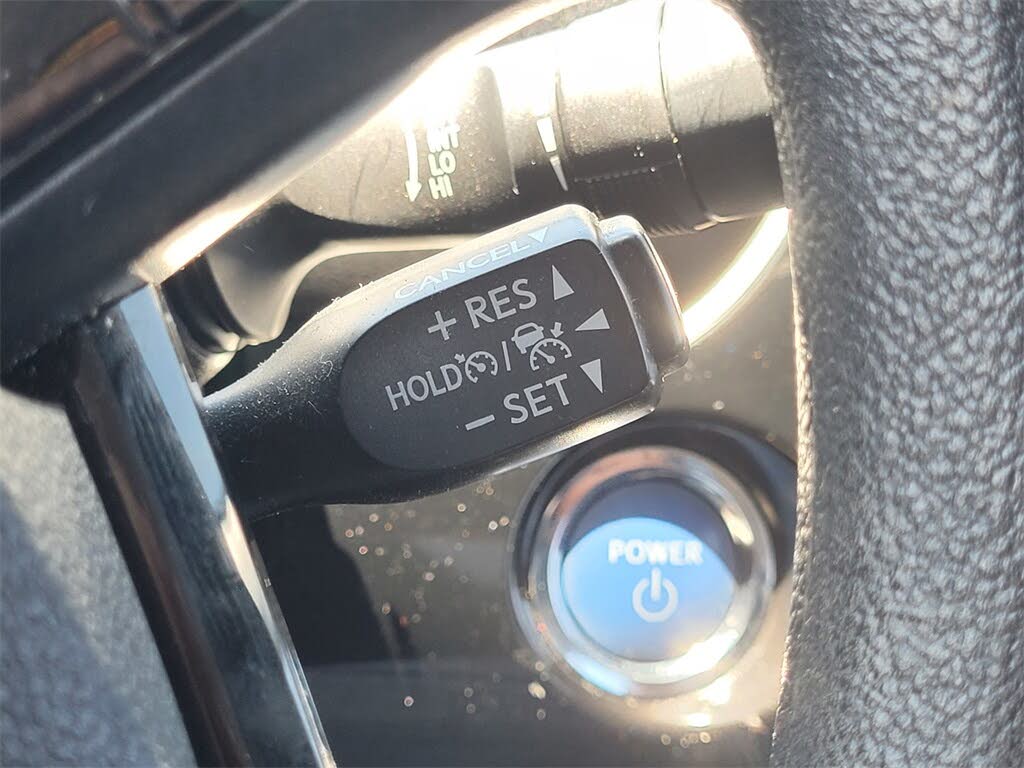 INT
LO
HI
CANCEL
+ RES
HOLD /
– SET
POWER